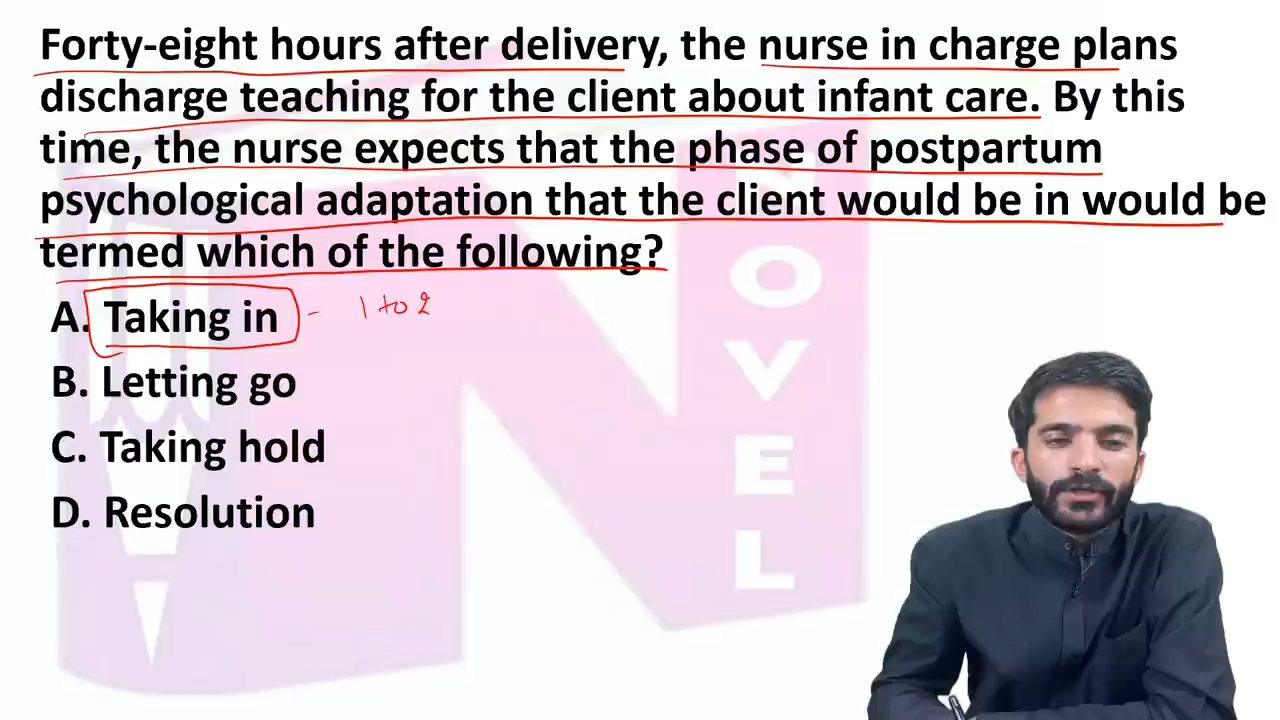 Forty-eight hours after delivery, the nurse in charge plans
discharge teaching for the client about infant care. By this
time, the nurse expects that the phase of postpartum
psychological adaptation that the client would be in would be
termed which of the following?
A. Taking in - 1 to 2
B. Letting go
C. Taking hold
D. Resolution
NOVEL